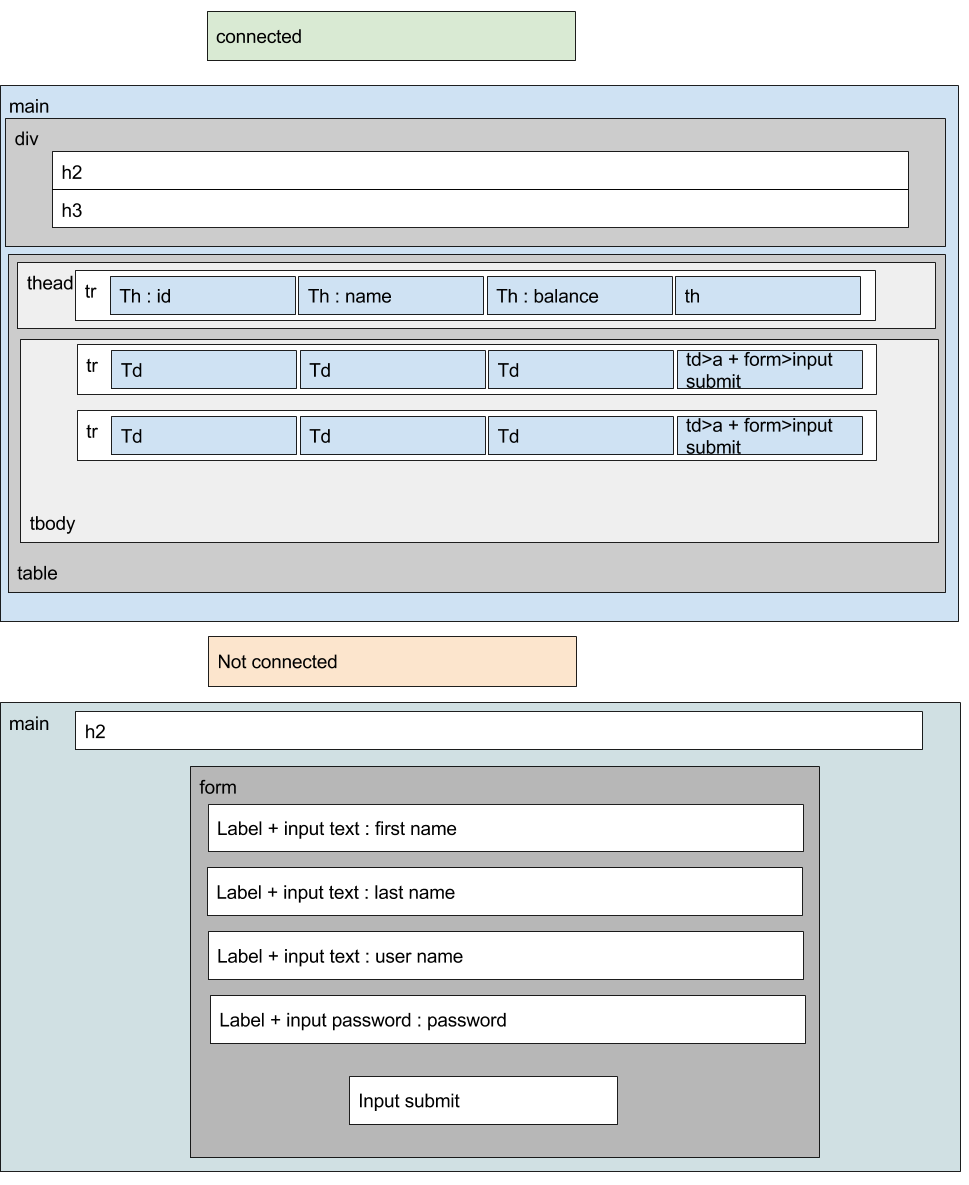 connected
main
div
h2
h3
thead
tr
Th : id
Th : name
Th : balance
th
tr
Td
Td
Td
td>a + form>input
submit
tr
Td
Td
Td
td>a + form>input
submit
tbody
table
Not connected
main
h2
form
Label + input text : first name
Label + input text : last name
Label + input text : user name
Label + input password : password
Input submit